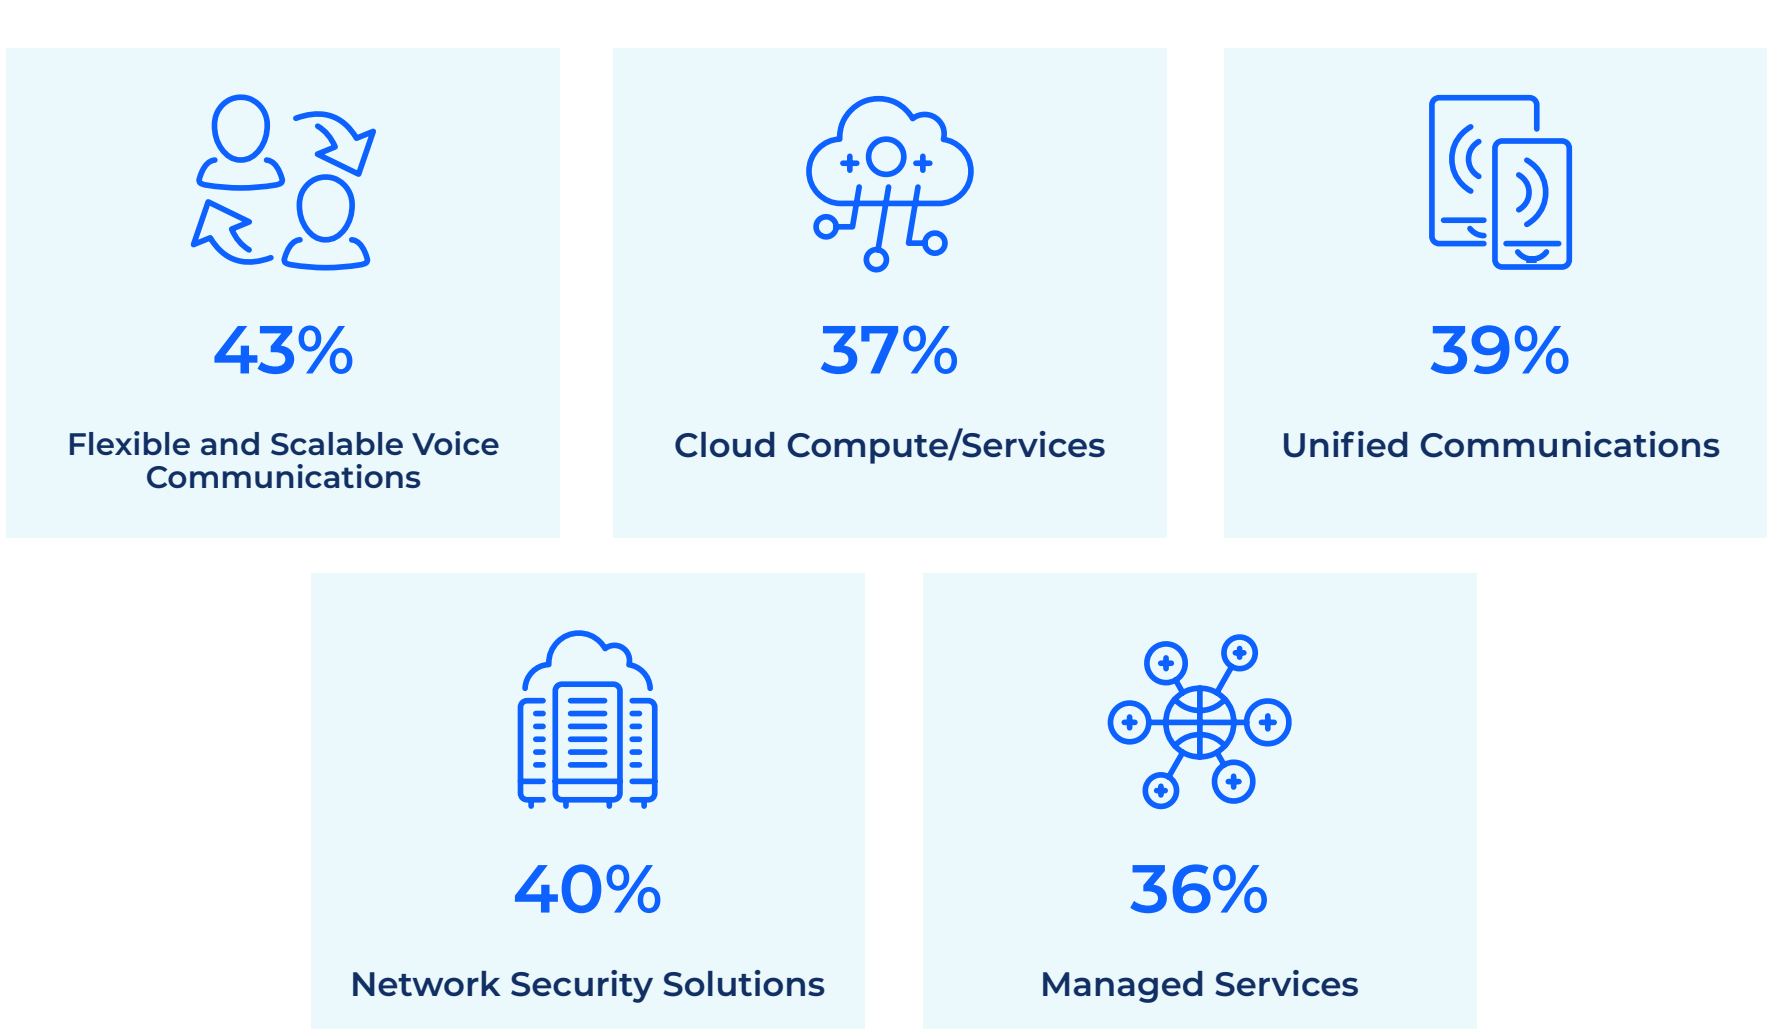 43%
Flexible and Scalable Voice
Communications
37%
Cloud Compute/Services
39%
Unified Communications
40%
Network Security Solutions
36%
Managed Services